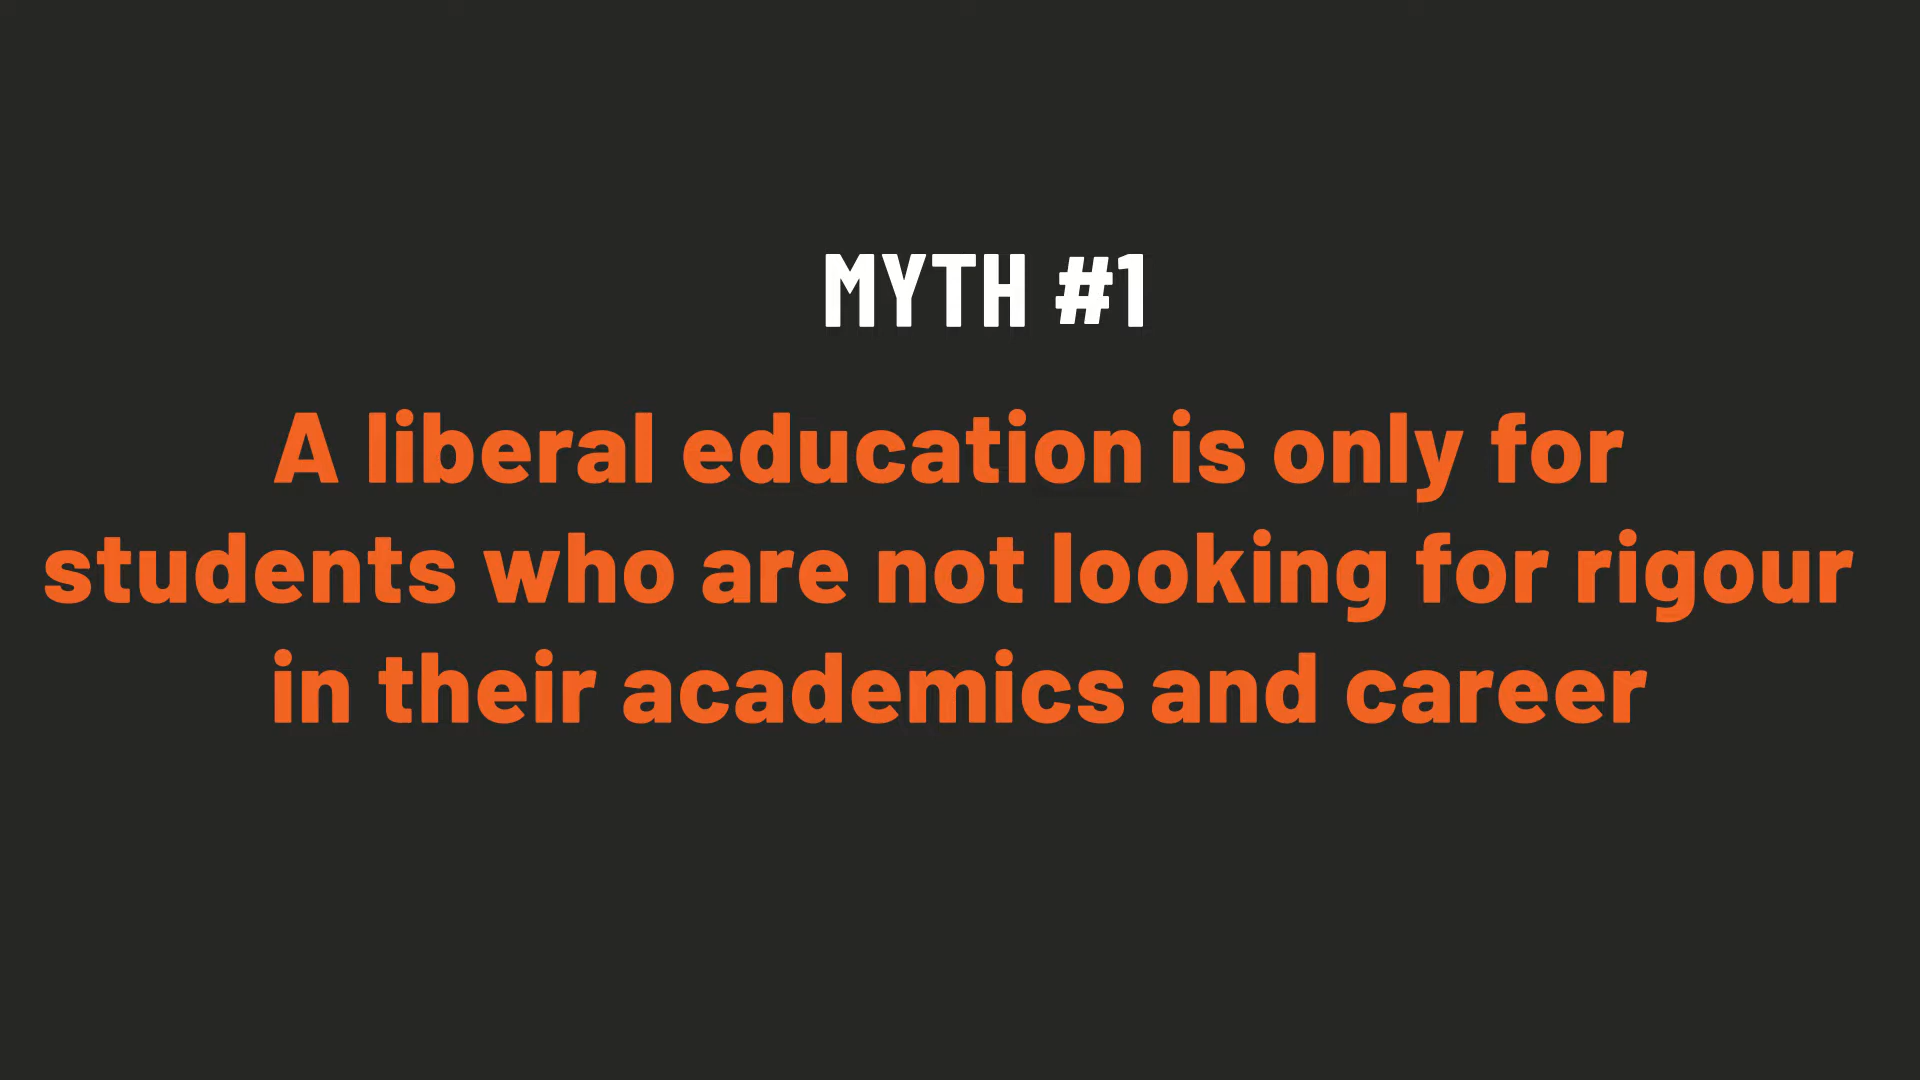 MYTH #1
A liberal education is only for
students who are not looking for rigour
in their academics and career